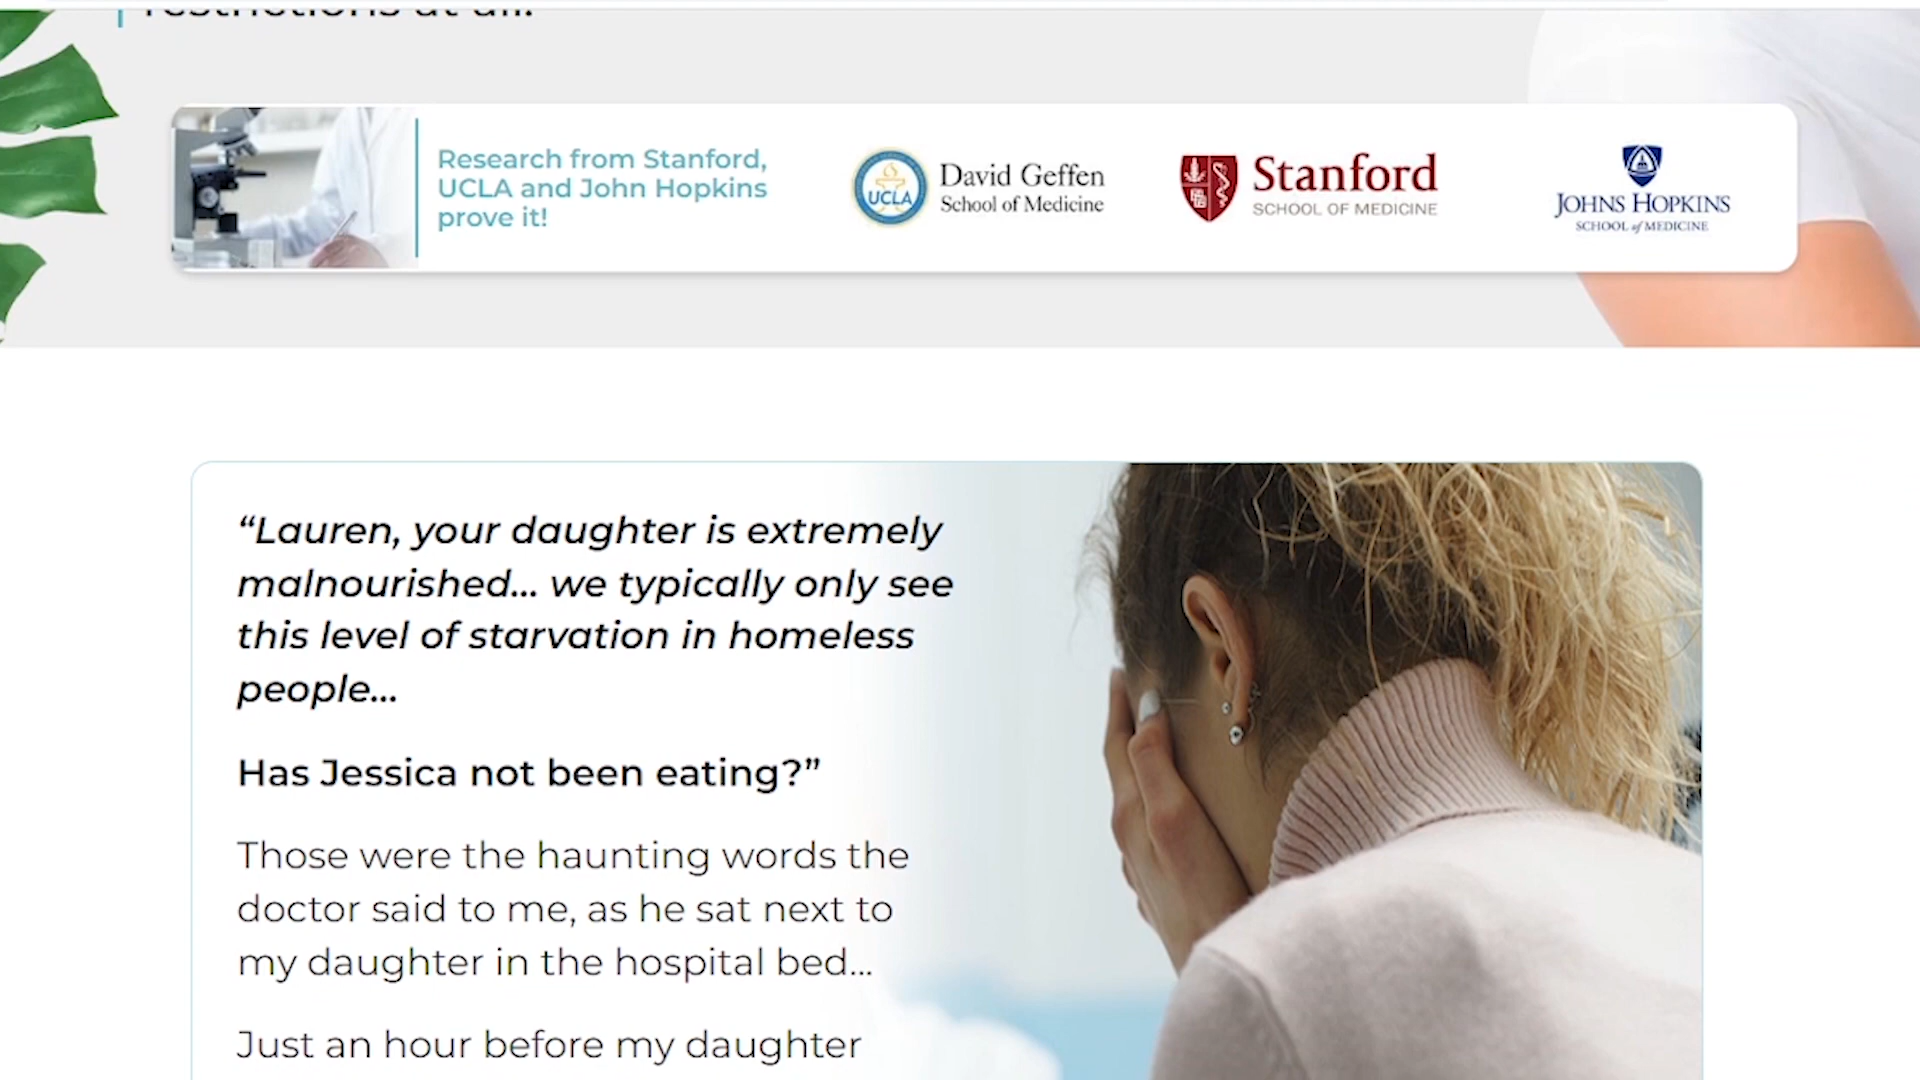 restrictions at all.
Research from Stanford,
UCLA and John Hopkins
prove it!
UCLA
David Geffen
School of Medicine
Stanford
SCHOOL OF MEDICINE
JOHNS HOPKINS
SCHOOL of MEDICINE
“Lauren, your daughter is extremely
malnourished... we typically only see
this level of starvation in homeless
people...
Has Jessica not been eating?”
Those were the haunting words the
doctor said to me, as he sat next to
my daughter in the hospital bed...
Just an hour before my daughter